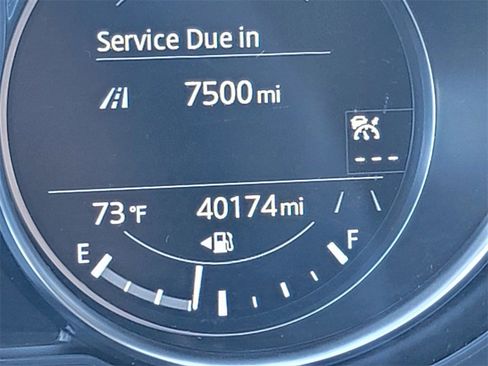 Service Due in
7500 mi
---
73°F 40174 mi
E F